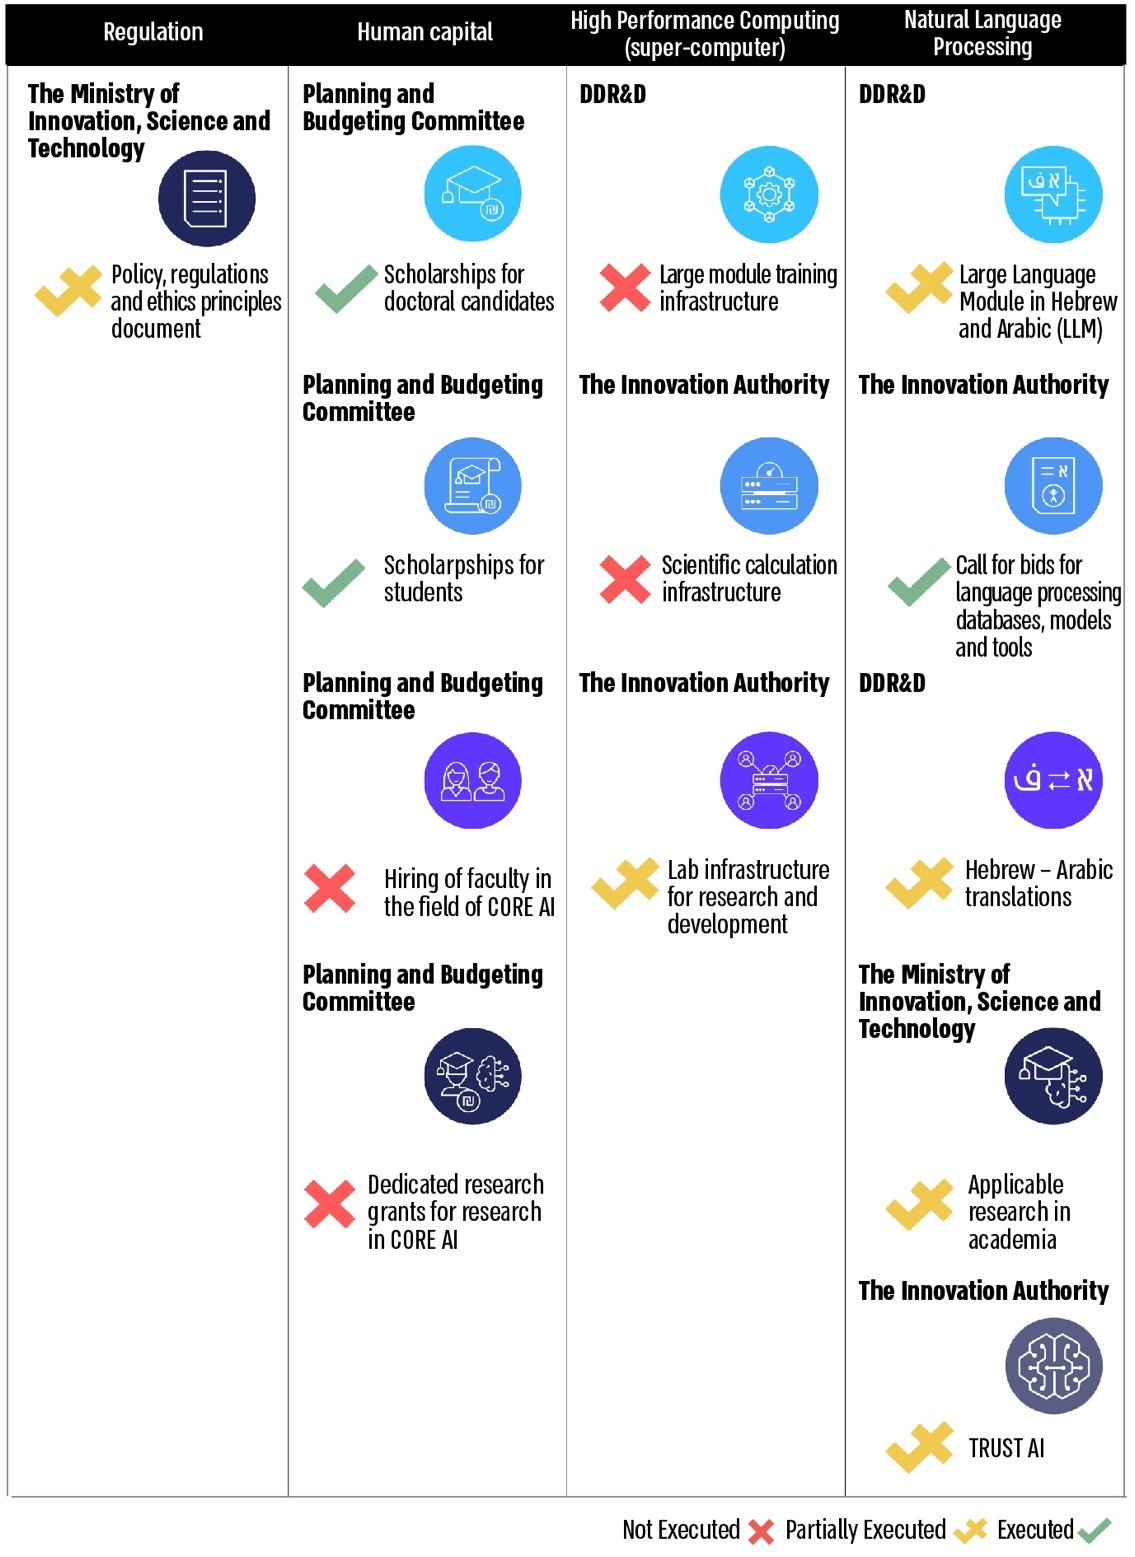 Regulation
Human capital
High Performance Computing
(super-computer)
Natural Language
Processing
The Ministry of
Innovation, Science and
Technology
Policy, regulations
and ethics principles
document
Planning and
Budgeting Committee
Scholarships for
doctoral candidates
Planning and Budgeting
Committee
Scholarpships for
students
Planning and Budgeting
Committee
Hiring of faculty in
the field of CORE AI
Planning and Budgeting
Committee
Dedicated research
grants for research
in CORE AI
DDR&D
Large module training
infrastructure
The Innovation Authority
Scientific calculation
infrastructure
The Innovation Authority
Lab infrastructure
for research and
development
DDR&D
ف א
Large Language
Module in Hebrew
and Arabic (LLM)
The Innovation Authority
א
Call for bids for
language processing
databases, models
and tools
DDR&D
ف א
Hebrew – Arabic
translations
The Ministry of
Innovation, Science and
Technology
Applicable
research in
academia
The Innovation Authority
TRUST AI
Not Executed Partially Executed Executed